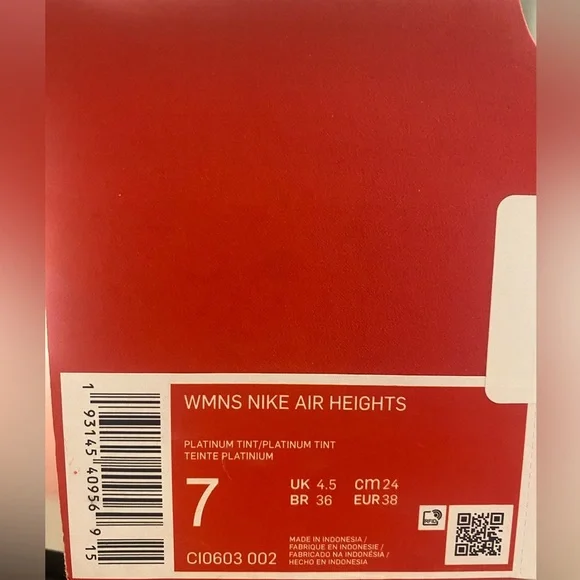 WMNS NIKE AIR HEIGHTS
PLATINUM TINT/PLATINUM TINT
TEINTE PLATINIUM
7
UK 4.5 cm 24
BR 36 EUR 38
RFID
CI0603 002
MADE IN INDONESIA/
FABRIQUE EN INDONESIE/
FABRICADO NA INDONÉSIA/
HECHO EN INDONESIA
1 93145 40956 9 15